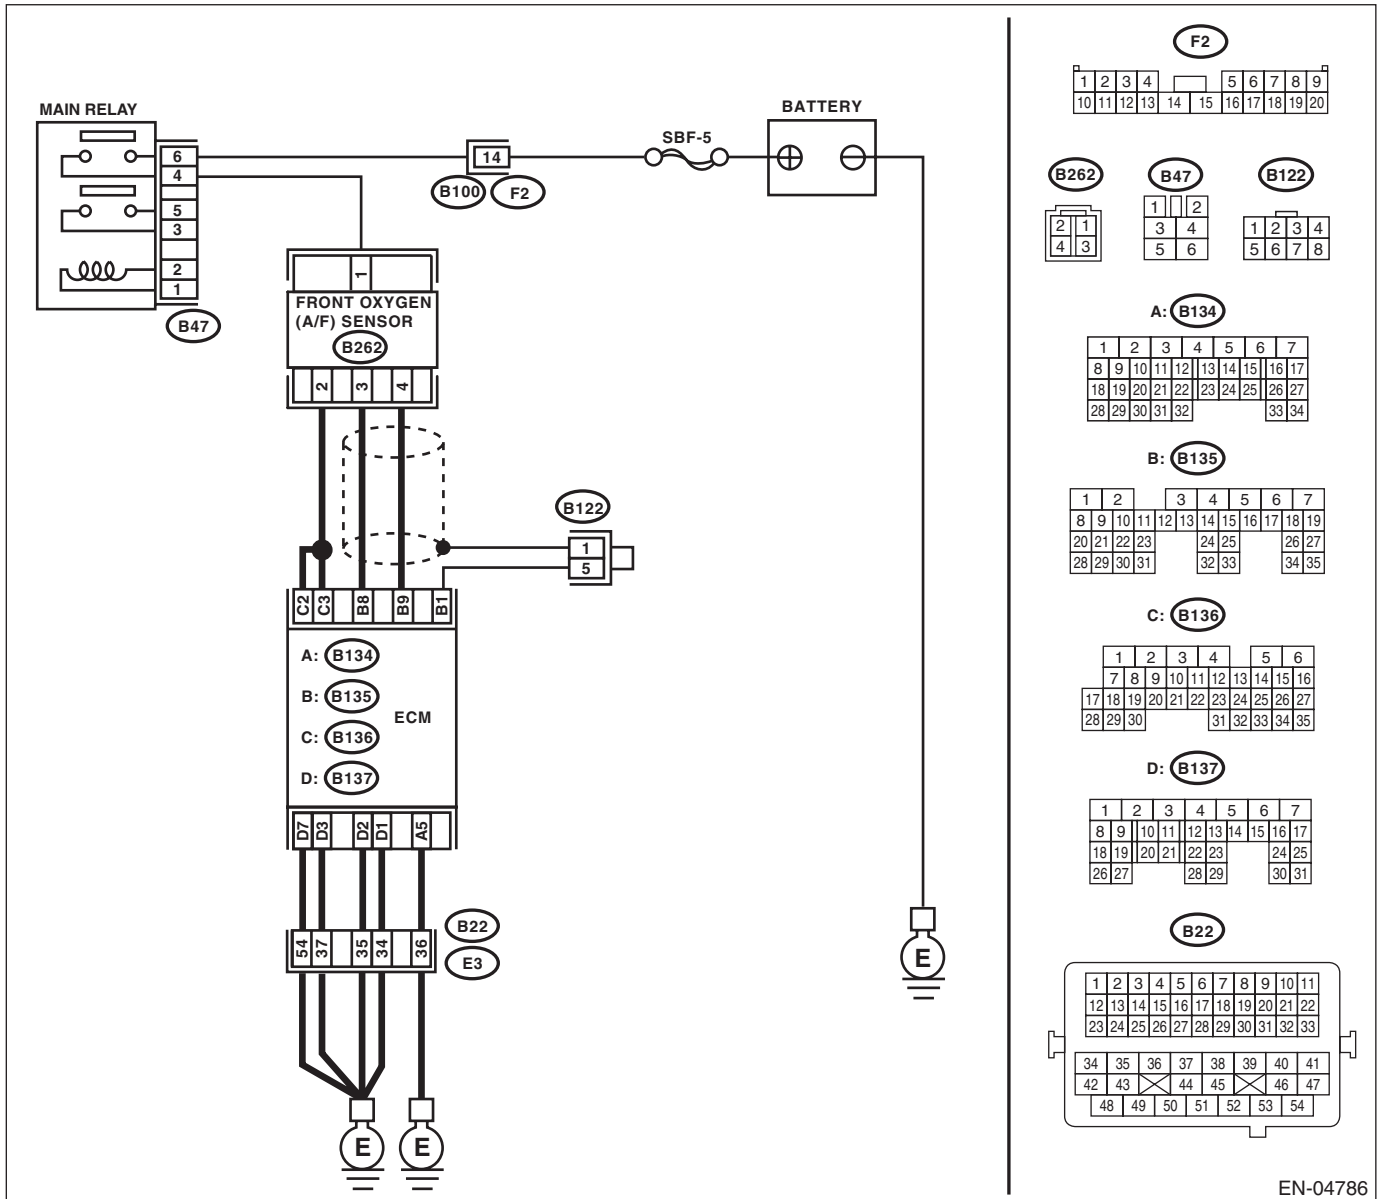 MAIN RELAY
6
4
5
3
2
1
B47
14
B100 F2
SBF-5
BATTERY
1
FRONT OXYGEN
(A/F) SENSOR
B262
2 3 4
B122
1
5
C2 C3 B8 B9 B1
A: B134
B: B135
C: B136
D: B137
ECM
D7 D3 D2 D1 A5
54 37 35 34 36
B22
E3
E E
E
F2
1 2 3 4 5 6 7 8 9
10 11 12 13 14 15 16 17 18 19 20
B262
2 1
4 3
B47
1 2
3 4
5 6
B122
1 2 3 4
5 6 7 8
A: B134
1 2 3 4 5 6 7
8 9 10 11 12 13 14 15 16 17
18 19 20 21 22 23 24 25 26 27
28 29 30 31 32 33 34
B: B135
1 2 3 4 5 6 7
8 9 10 11 12 13 14 15 16 17 18 19
20 21 22 23 24 25 26 27
28 29 30 31 32 33 34 35
C: B136
1 2 3 4 5 6
7 8 9 10 11 12 13 14 15 16
17 18 19 20 21 22 23 24 25 26 27
28 29 30 31 32 33 34 35
D: B137
1 2 3 4 5 6 7
8 9 10 11 12 13 14 15 16 17
18 19 20 21 22 23 24 25
26 27 28 29 30 31
B22
1 2 3 4 5 6 7 8 9 10 11
12 13 14 15 16 17 18 19 20 21 22
23 24 25 26 27 28 29 30 31 32 33
34 35 36 37 38 39 40 41
42 43 44 45 46 47
48 49 50 51 52 53 54
EN-04786